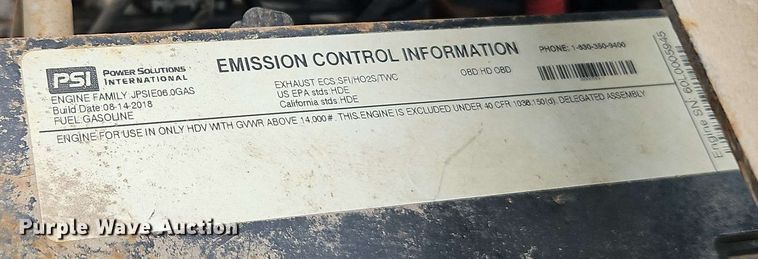 PSI POWER SOLUTIONS INTERNATIONAL
EMISSION CONTROL INFORMATION
PHONE: 1-630-350-9400
ENGINE FAMILY JPSIE06.0GAS
Build Date:08-14-2018
FUEL GASOLINE
EXHAUST ECS:SFI/HO2S/TWC
US EPA stds:HDE
California stds:HDE
OBD:HD OBD
ENGINE FOR USE IN ONLY HDV WITH GVWR ABOVE 14,000#. THIS ENGINE IS EXCLUDED UNDER 40 CFR 1036.150(d). DELEGATED ASSEMBLY
Engine S/N: 60L0005945
Purple Wave Auction